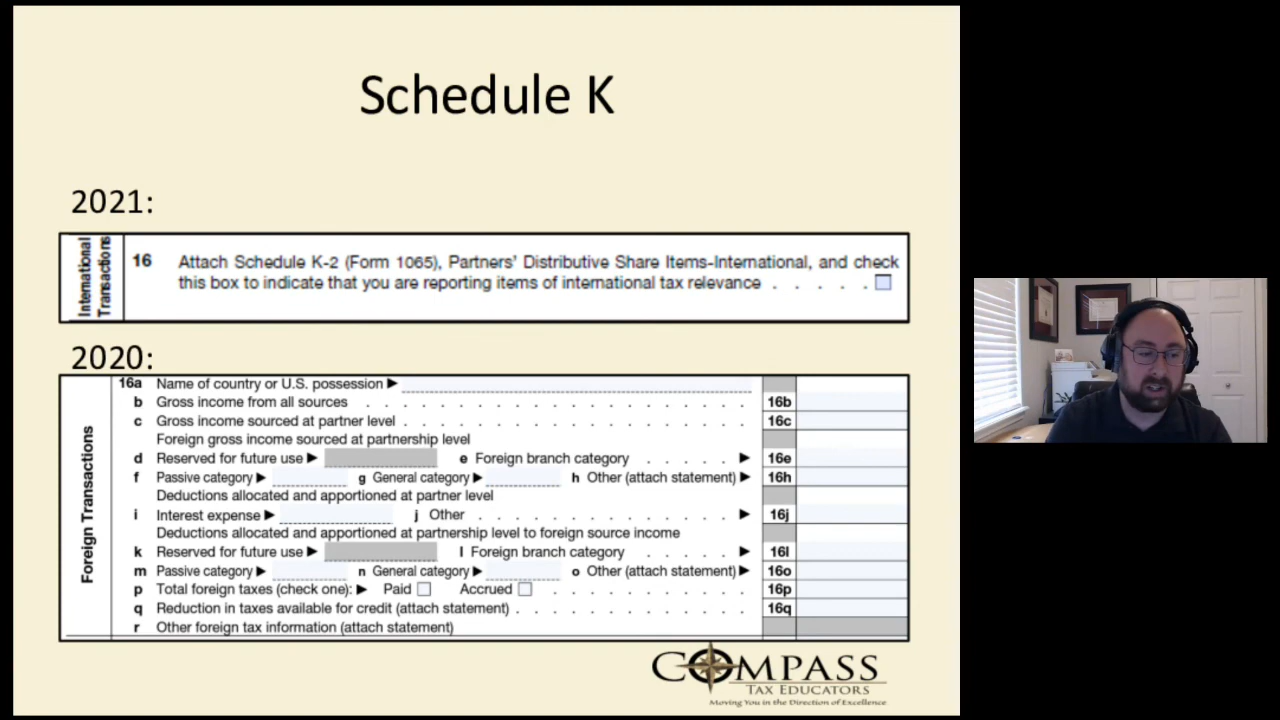 Schedule K
2021:
International
Transactions
16 Attach Schedule K-2 (Form 1065), Partners' Distributive Share Items-International, and check
this box to indicate that you are reporting items of international tax relevance . . . . .
2020:
Foreign Transactions
16a Name of country or U.S. possession ▶
b Gross income from all sources . . . . . . . . . . . . . . . . . 16b
c Gross income sourced at partner level . . . . . . . . . . . . . . . 16c
Foreign gross income sourced at partnership level
d Reserved for future use ▶ e Foreign branch category . . . . . ▶ 16e
f Passive category ▶ g General category ▶ h Other (attach statement) ▶ 16h
Deductions allocated and apportioned at partner level
i Interest expense ▶ j Other . . . . . . . . . . . . ▶ 16j
Deductions allocated and apportioned at partnership level to foreign source income
k Reserved for future use ▶ l Foreign branch category . . . . . ▶ 16l
m Passive category ▶ n General category ▶ o Other (attach statement) ▶ 16o
p Total foreign taxes (check one): ▶ Paid Accrued . . . . . . . . . . 16p
q Reduction in taxes available for credit (attach statement) . . . . . . . . . . . 16q
r Other foreign tax information (attach statement)
COMPASS
TAX EDUCATORS
Moving You in the Direction of Excellence